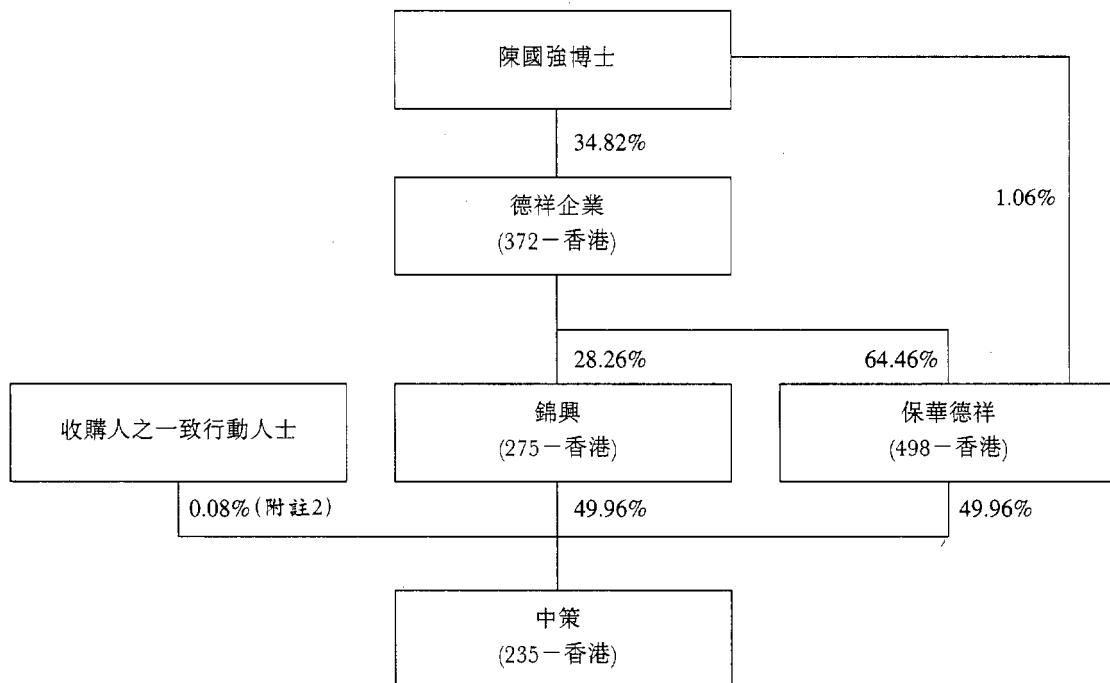 陳國強博士
34.82%
1.06%
德祥企業
(372－香港)
28.26%
64.46%
收購人之一致行動人士
錦興
(275－香港)
保華德祥
(498－香港)
0.08%(附註2)
49.96%
49.96%
中策
(235－香港)